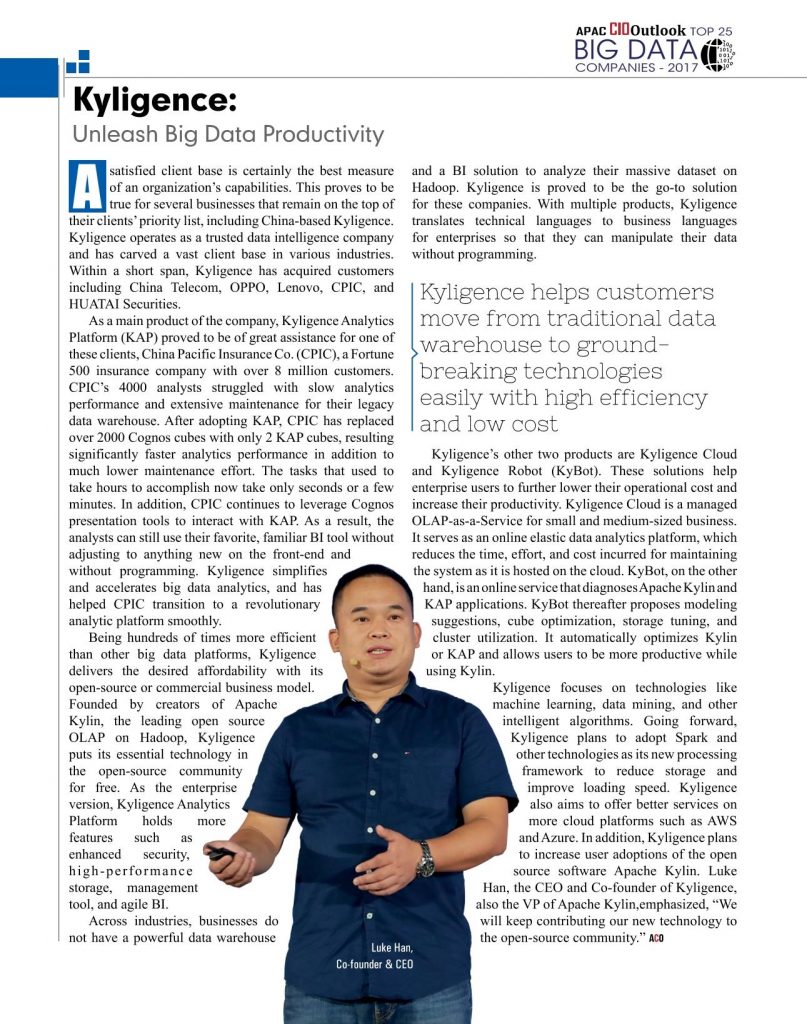 APAC CIOOutlook TOP 25
BIG DATA
COMPANIES - 2017
Kyligence:
Unleash Big Data Productivity
A satisfied client base is certainly the best measure
of an organization's capabilities. This proves to be
true for several businesses that remain on the top of
their clients' priority list, including China-based Kyligence.
Kyligence operates as a trusted data intelligence company
and has carved a vast client base in various industries.
Within a short span, Kyligence has acquired customers
including China Telecom, OPPO, Lenovo, CPIC, and
HUATAI Securities.
As a main product of the company, Kyligence Analytics
Platform (KAP) proved to be of great assistance for one of
these clients, China Pacific Insurance Co. (CPIC), a Fortune
500 insurance company with over 8 million customers.
CPIC's 4000 analysts struggled with slow analytics
performance and extensive maintenance for their legacy
data warehouse. After adopting KAP, CPIC has replaced
over 2000 Cognos cubes with only 2 KAP cubes, resulting
significantly faster analytics performance in addition to
much lower maintenance effort. The tasks that used to
take hours to accomplish now take only seconds or a few
minutes. In addition, CPIC continues to leverage Cognos
presentation tools to interact with KAP. As a result, the
analysts can still use their favorite, familiar BI tool without
adjusting to anything new on the front-end and
without programming. Kyligence simplifies
and accelerates big data analytics, and has
helped CPIC transition to a revolutionary
analytic platform smoothly.
Being hundreds of times more efficient
than other big data platforms, Kyligence
delivers the desired affordability with its
open-source or commercial business model.
Founded by creators of Apache
Kylin, the leading open source
OLAP on Hadoop, Kyligence
puts its essential technology in
the open-source community
for free. As the enterprise
version, Kyligence Analytics
Platform holds more
features such as
enhanced security,
high-performance
storage, management
tool, and agile BI.
Across industries, businesses do
not have a powerful data warehouse
and a BI solution to analyze their massive dataset on
Hadoop. Kyligence is proved to be the go-to solution
for these companies. With multiple products, Kyligence
translates technical languages to business languages
for enterprises so that they can manipulate their data
without programming.
Kyligence helps customers
move from traditional data
warehouse to ground-
breaking technologies
easily with high efficiency
and low cost
Kyligence's other two products are Kyligence Cloud
and Kyligence Robot (KyBot). These solutions help
enterprise users to further lower their operational cost and
increase their productivity. Kyligence Cloud is a managed
OLAP-as-a-Service for small and medium-sized business.
It serves as an online elastic data analytics platform, which
reduces the time, effort, and cost incurred for maintaining
the system as it is hosted on the cloud. KyBot, on the other
hand, is an online service that diagnoses Apache Kylin and
KAP applications. KyBot thereafter proposes modeling
suggestions, cube optimization, storage tuning, and
cluster utilization. It automatically optimizes Kylin
or KAP and allows users to be more productive while
using Kylin.
Kyligence focuses on technologies like
machine learning, data mining, and other
intelligent algorithms. Going forward,
Kyligence plans to adopt Spark and
other technologies as its new processing
framework to reduce storage and
improve loading speed. Kyligence
also aims to offer better services on
more cloud platforms such as AWS
and Azure. In addition, Kyligence plans
to increase user adoptions of the open
source software Apache Kylin. Luke
Han, the CEO and Co-founder of Kyligence,
also the VP of Apache Kylin,emphasized, "We
will keep contributing our new technology to
the open-source community." ACO
Luke Han,
Co-founder & CEO